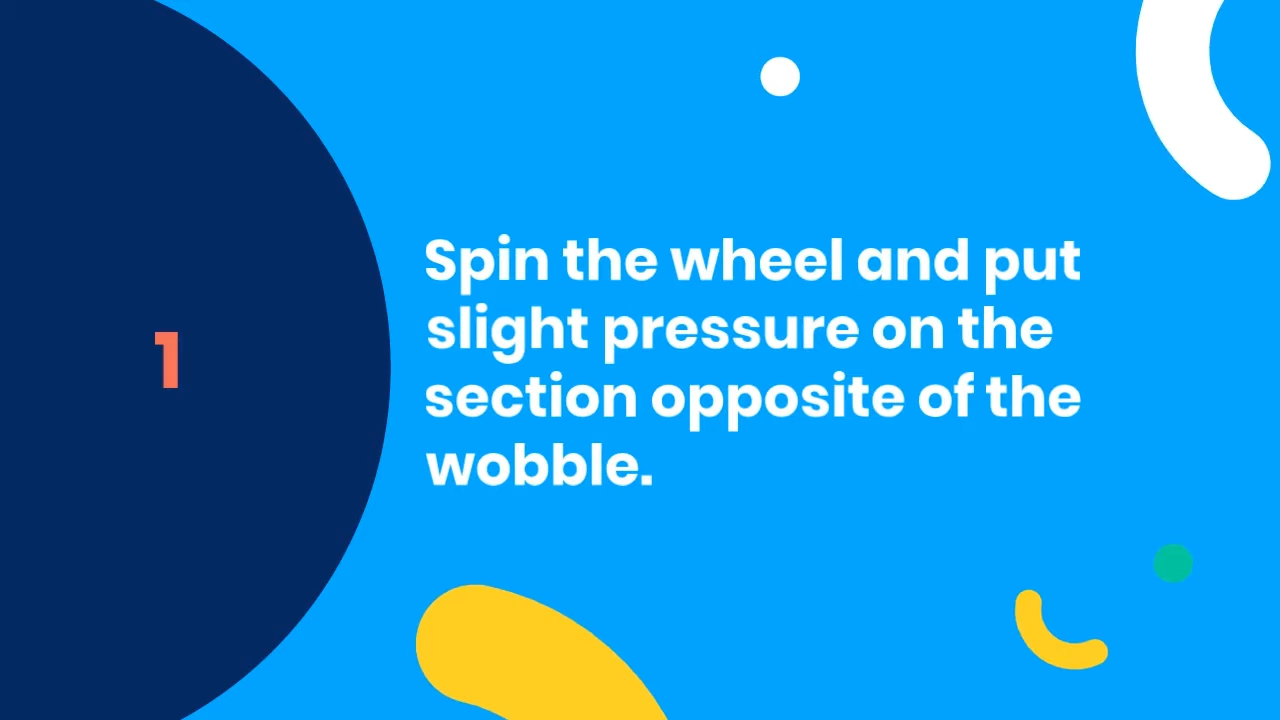 1
Spin the wheel and put
slight pressure on the
section opposite of the
wobble.